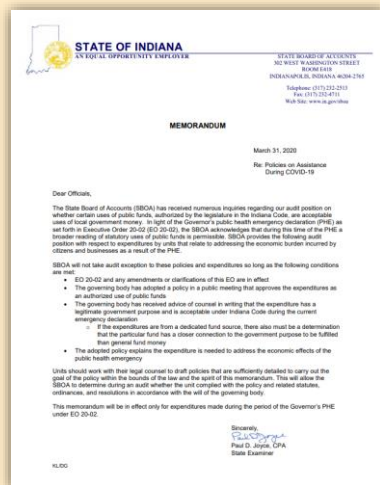 STATE OF INDIANA
AN EQUAL OPPORTUNITY EMPLOYER
STATE BOARD OF ACCOUNTS
302 WEST WASHINGTON STREET
ROOM E418
INDIANAPOLIS, INDIANA 46204-2765
Telephone: (317) 232-2513
Fax: (317) 232-4711
Web Site: www.in.gov/sboa
MEMORANDUM
March 31, 2020
Re: Policies on Assistance
During COVID-19
Dear Officials,
The State Board of Accounts (SBOA) has received numerous inquiries regarding our audit position on
whether certain uses of public funds, authorized by the legislature in the Indiana Code, are acceptable
uses of local government money. In light of the Governor's public health emergency (PHE) as
set forth in Executive Order 20-02 (EO 20-02), the SBOA acknowledges that during this time of the PHE a
broader reading of statutory uses of public funds is permissible. SBOA provides the following audit
position with respect to expenditures by units that relate to addressing the economic burden incurred by
citizens and businesses as a result of the PHE.
SBOA will not take audit exception to these policies and expenditures so long as the following conditions
are met:
• EO 20-02 and any amendments or clarifications of this EO are in effect
• The governing body has adopted a policy in a public meeting that approves the expenditures as
an authorized use of public funds
• The governing body has received advice of counsel in writing that the expenditure has a
legitimate government purpose and is acceptable under Indiana Code during the current
emergency declaration
o If the expenditures are from a dedicated fund source, there also must be a determination
that the particular fund has a closer connection to the government purpose to be fulfilled
than general fund money
• The adopted policy explains the expenditure is needed to address the economic effects of the
public health emergency
Units should work with their legal counsel to draft policies that are sufficiently detailed to carry out the
goal of the policy within the bounds of the law and the spirit of this memorandum. This will allow the
SBOA to determine during an audit whether the unit complied with the policy and related statutes,
ordinances, and resolutions in accordance with the will of the governing body.
This memorandum will be in effect only for expenditures made during the period of the Governor's PHE
under EO 20-02.
Sincerely,
Paul D. Joyce
Paul D. Joyce, CPA
State Examiner
KL/DG